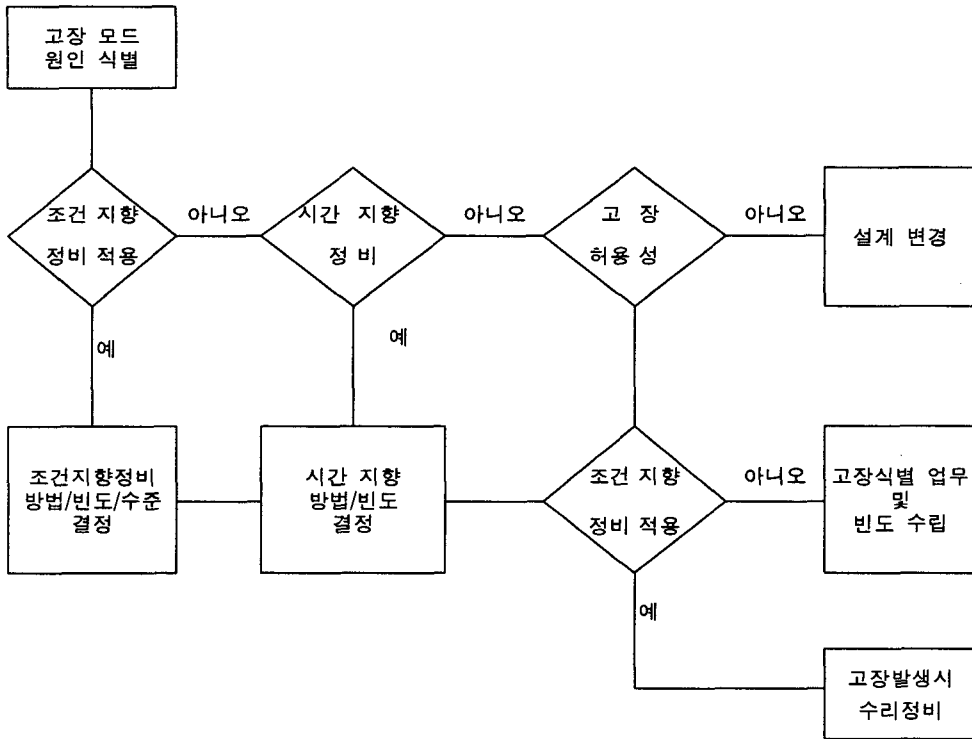 고장 모드
원인 식별
조건 지향
정비 적용
아니오
시간 지향
정 비
아니오
고 장
허용 성
아니오
설계 변경
예
예
조건지향정비
방법/빈도/수준
결정
시간 지향
방법/빈도
결정
조건 지향
정비 적용
아니오
고장식별 업무
및
빈도 수립
예
고장발생시
수리정비